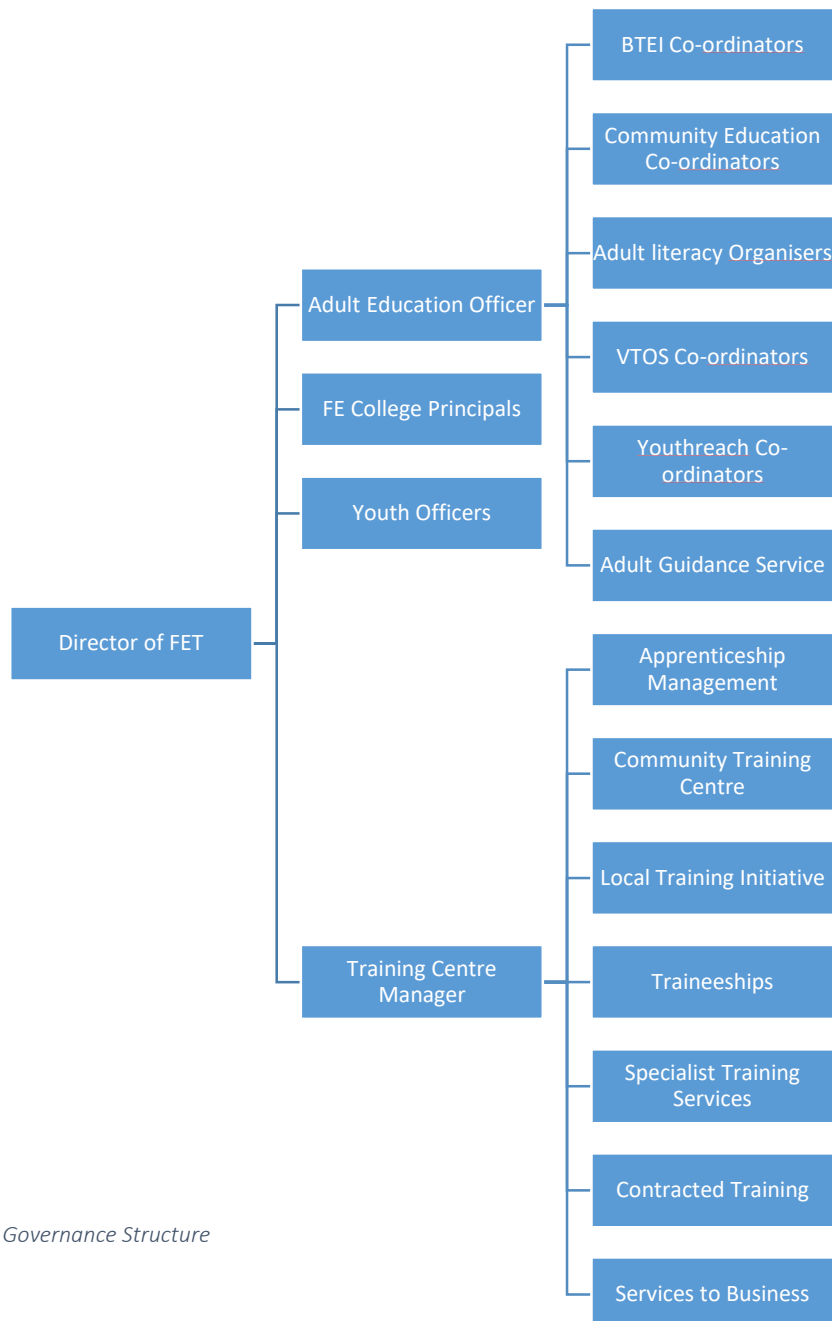 BTEI Co-ordinators
Community Education
Co-ordinators
Adult literacy Organisers
Adult Education Officer
VTOS Co-ordinators
FE College Principals
Youthreach Co-
ordinators
Youth Officers
Adult Guidance Service
Director of FET
Apprenticeship
Management
Community Training
Centre
Local Training Initiative
Training Centre
Manager
Traineeships
Specialist Training
Services
Contracted Training
Governance Structure
Services to Business